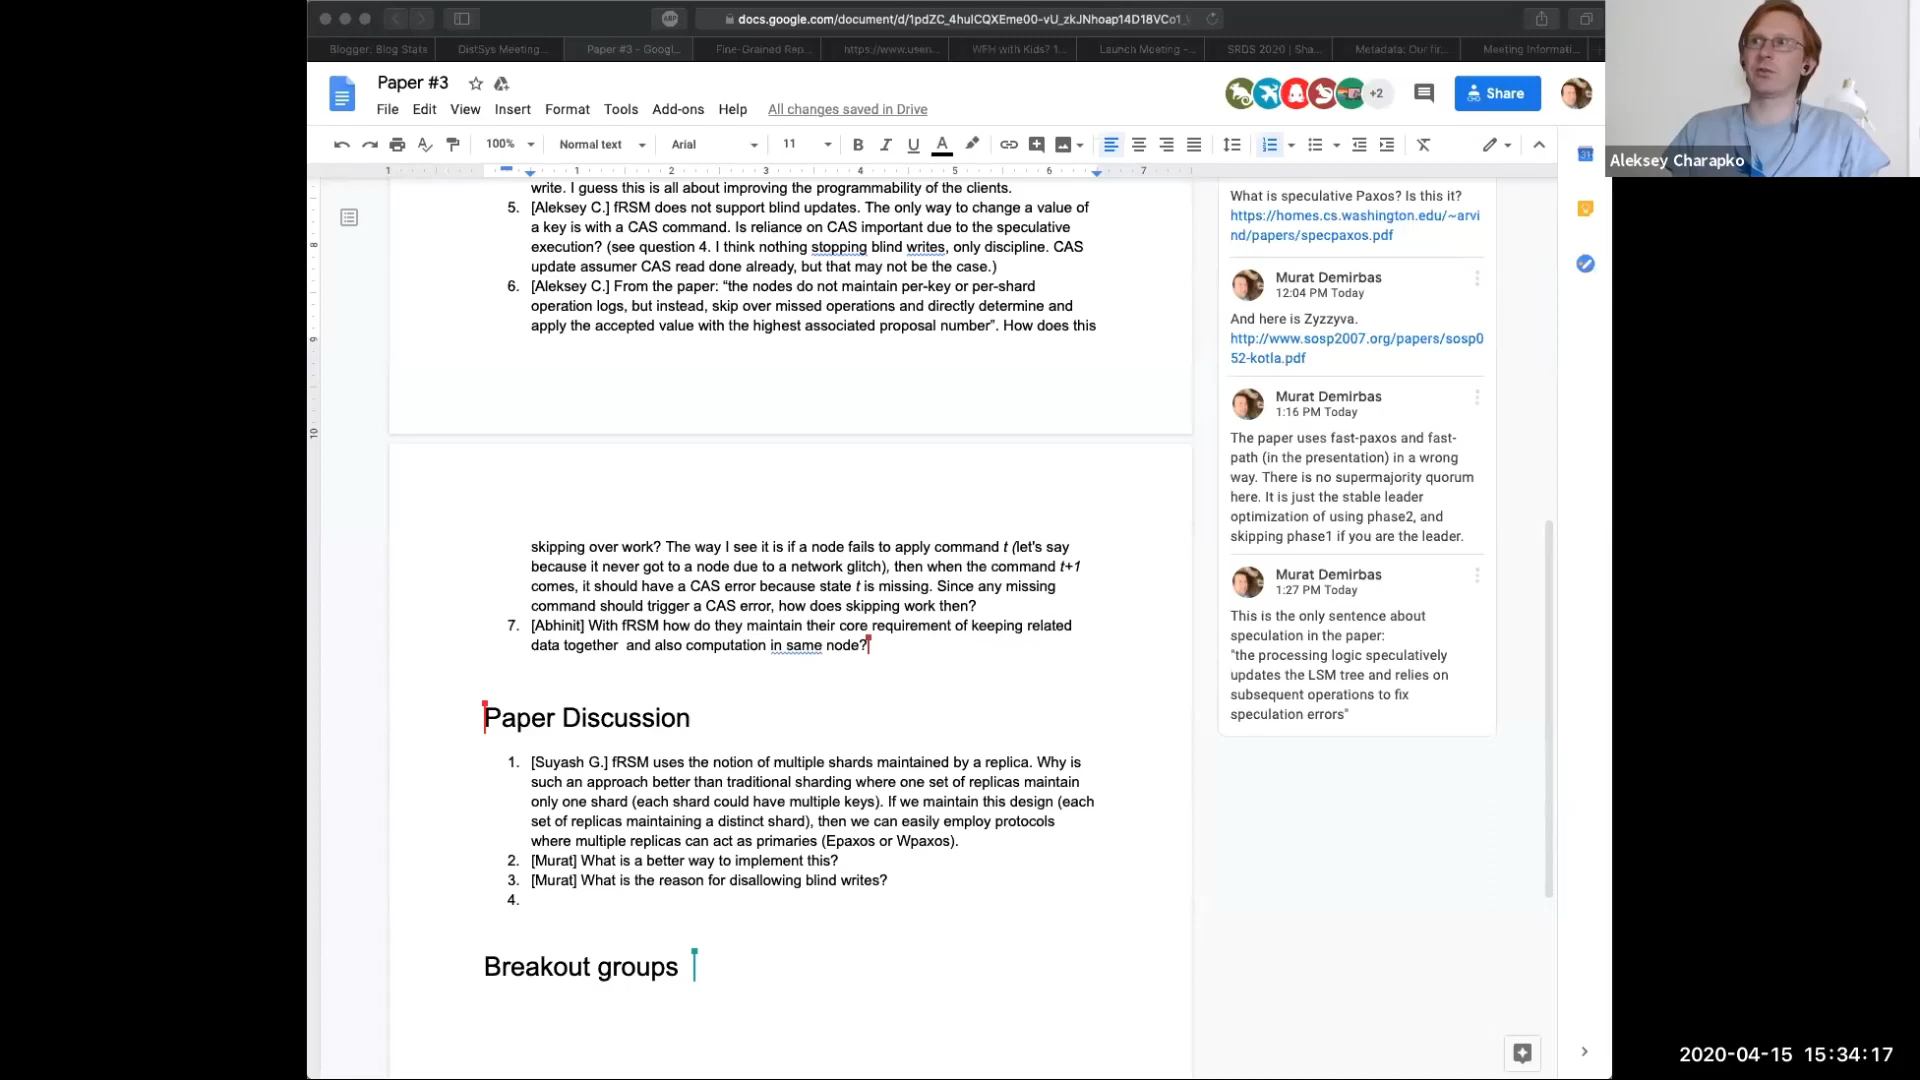 docs.google.com/document/d/1pdZC_4hulCQXEme00-vU_zkJNhoap14D18VCo1_
Blogger: Blog Stats
DistSys Meeting...
Paper #3 - Googl...
Fine-Grained Rep...
https://www.usen...
WFH with Kids? 1...
Launch Meeting -...
SRDS 2020 | Sha...
Metadata: Our fir...
Meeting Informati...
Paper #3
File Edit View Insert Format Tools Add-ons Help All changes saved in Drive
+2
Share
100% Normal text Arial 11 B I U A
1 1 2 3 4 5 6 7
write. I guess this is all about improving the programmability of the clients.
5. [Aleksey C.] fRSM does not support blind updates. The only way to change a value of
a key is with a CAS command. Is reliance on CAS important due to the speculative
execution? (see question 4. I think nothing stopping blind writes, only discipline. CAS
update assumer CAS read done already, but that may not be the case.)
6. [Aleksey C.] From the paper: “the nodes do not maintain per-key or per-shard
operation logs, but instead, skip over missed operations and directly determine and
apply the accepted value with the highest associated proposal number”. How does this
skipping over work? The way I see it is if a node fails to apply command t (let's say
because it never got to a node due to a network glitch), then when the command t+1
comes, it should have a CAS error because state t is missing. Since any missing
command should trigger a CAS error, how does skipping work then?
7. [Abhinit] With fRSM how do they maintain their core requirement of keeping related
data together and also computation in same node?
Paper Discussion
1. [Suyash G.] fRSM uses the notion of multiple shards maintained by a replica. Why is
such an approach better than traditional sharding where one set of replicas maintain
only one shard (each shard could have multiple keys). If we maintain this design (each
set of replicas maintaining a distinct shard), then we can easily employ protocols
where multiple replicas can act as primaries (Epaxos or Wpaxos).
2. [Murat] What is a better way to implement this?
3. [Murat] What is the reason for disallowing blind writes?
4.
Breakout groups
What is speculative Paxos? Is this it?
https://homes.cs.washington.edu/~arvi
nd/papers/specpaxos.pdf
Murat Demirbas
12:04 PM Today
And here is Zyzzyva.
http://www.sosp2007.org/papers/sosp0
52-kotla.pdf
Murat Demirbas
1:16 PM Today
The paper uses fast-paxos and fast-
path (in the presentation) in a wrong
way. There is no supermajority quorum
here. It is just the stable leader
optimization of using phase2, and
skipping phase1 if you are the leader.
Murat Demirbas
1:27 PM Today
This is the only sentence about
speculation in the paper:
"the processing logic speculatively
updates the LSM tree and relies on
subsequent operations to fix
speculation errors"
Aleksey Charapko
8
9
10
31
2020-04-15 15:34:17